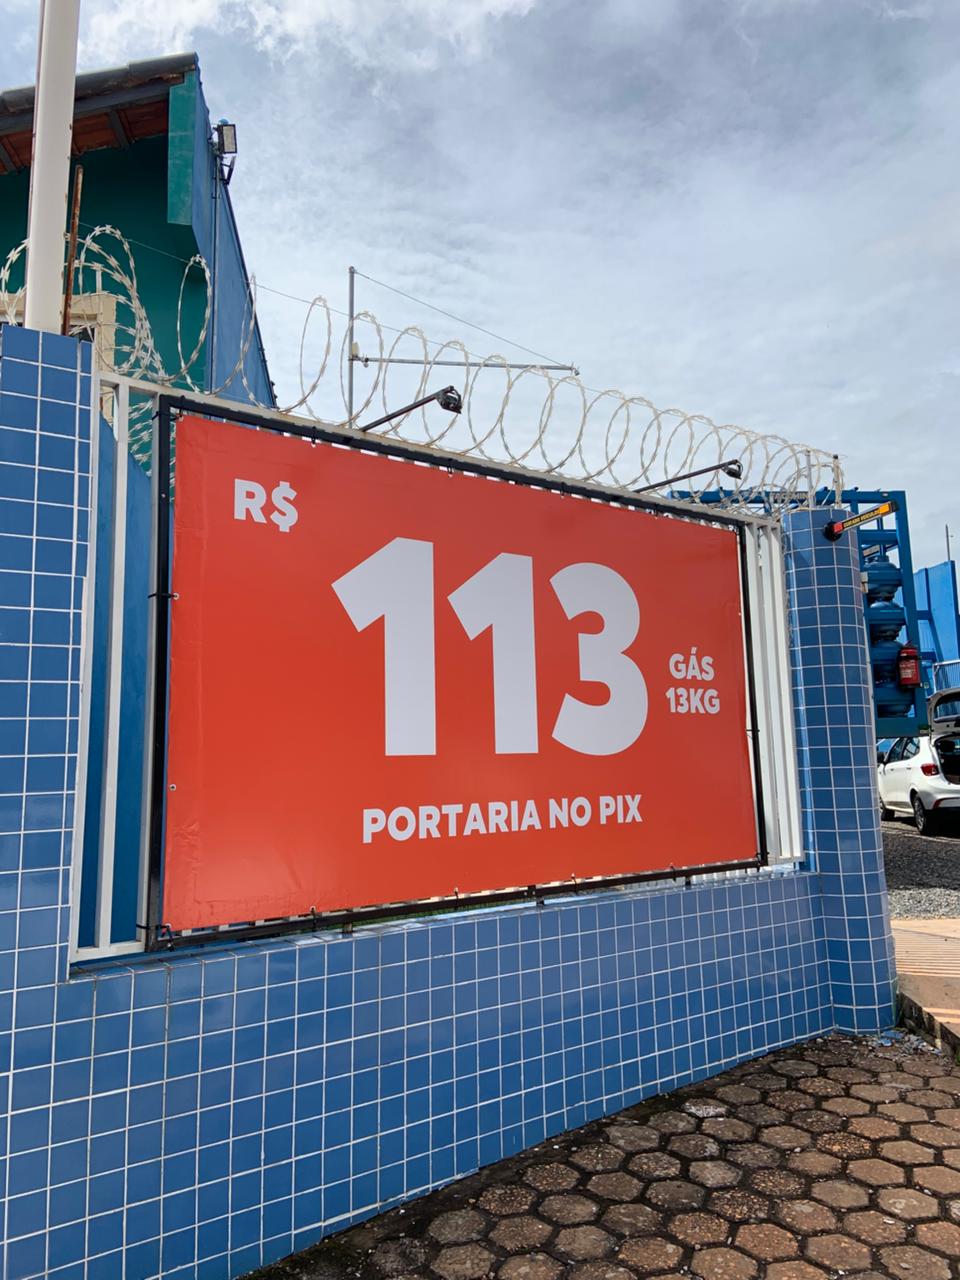 R$
113
GÁS
13KG
PORTARIA NO PIX